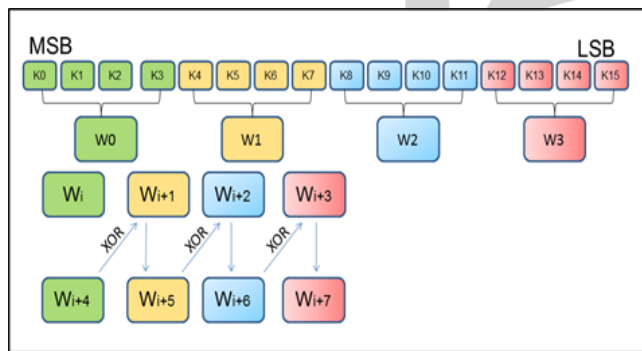 MSB LSB
K0 K1 K2 K3 K4 K5 K6 K7 K8 K9 K10 K11 K12 K13 K14 K15
W0 W1 W2 W3
Wi Wi+1 Wi+2 Wi+3
XOR XOR XOR
Wi+4 Wi+5 Wi+6 Wi+7